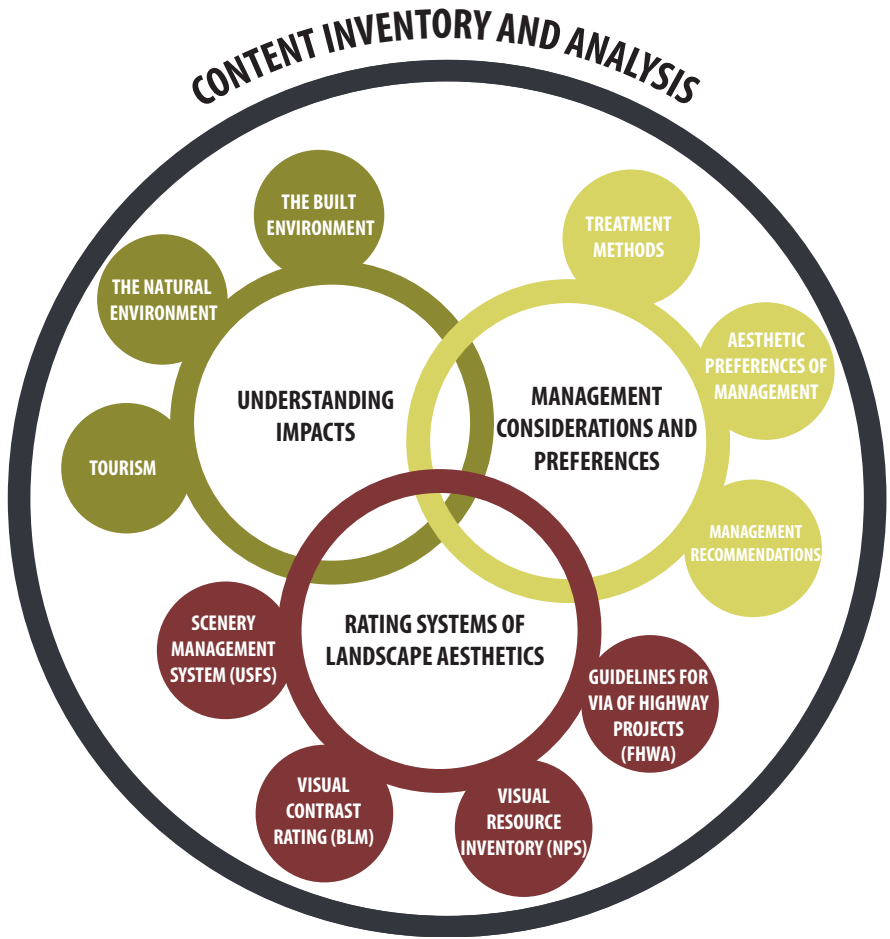 CONTENT INVENTORY AND ANALYSIS
THE BUILT
ENVIRONMENT
THE NATURAL
ENVIRONMENT
TOURISM
UNDERSTANDING
IMPACTS
TREATMENT
METHODS
AESTHETIC
PREFERENCES OF
MANAGEMENT
MANAGEMENT
RECOMMENDATIONS
MANAGEMENT
CONSIDERATIONS AND
PREFERENCES
RATING SYSTEMS OF
LANDSCAPE AESTHETICS
SCENERY
MANAGEMENT
SYSTEM (USFS)
VISUAL
CONTRAST
RATING (BLM)
VISUAL
RESOURCE
INVENTORY (NPS)
GUIDELINES FOR
VIA OF HIGHWAY
PROJECTS
(FHWA)